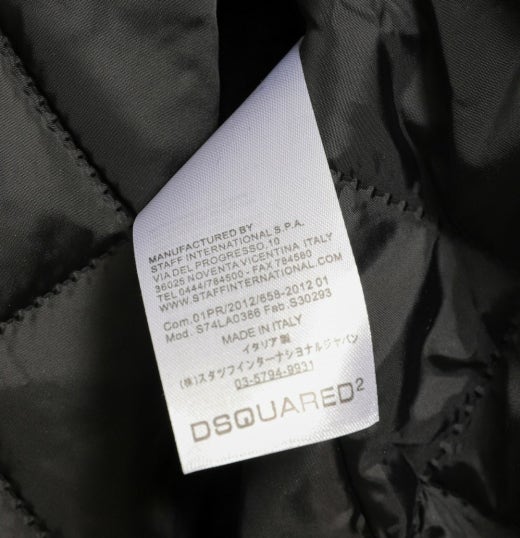 MANUFACTURED BY
STAFF INTERNATIONAL S.P.A.
VIA DEL PROGRESSO, 10
36025 NOVENTA VICENTINA ITALY
TEL 0444/784500 - FAX 784560
WWW.STAFFINTERNATIONAL.COM
Com.01PR/2012/658-2012 01
Mod. S74LA0366 Fab.S30293
MADE IN ITALY
イタリア製
(株)スタッフインターナショナルジャパン
03-5794-9931
DSQUARED²